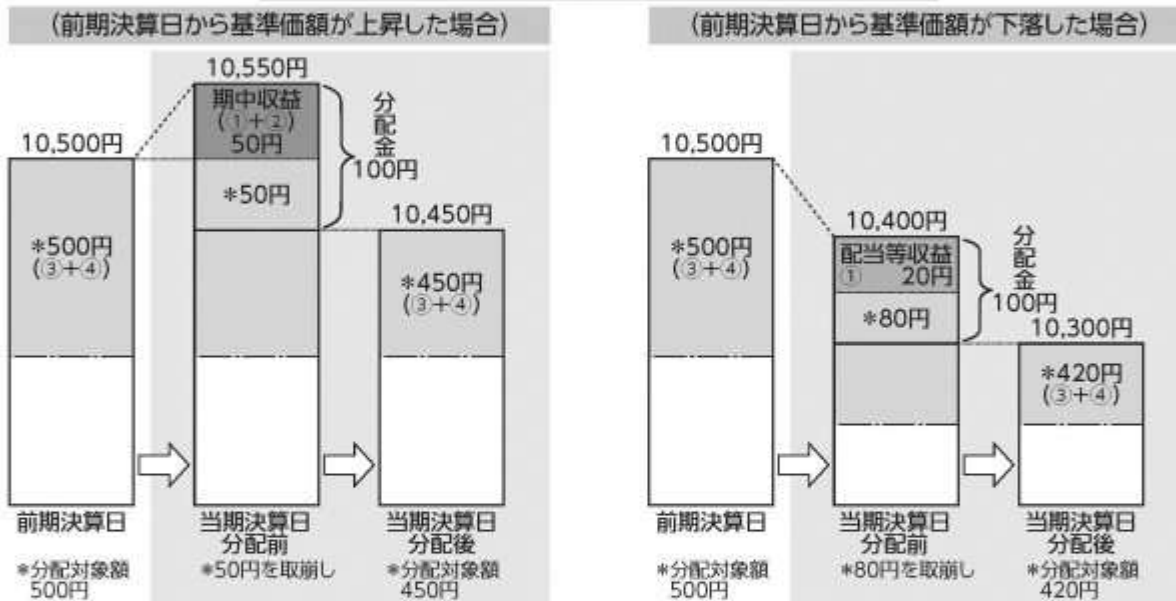 (前期決算日から基準価額が上昇した場合)
10,550円
期中収益
(①+②)
50円
分配金
100円
10,500円
*50円
10,450円
*500円
(③+④)
*450円
(③+④)
前期決算日
当期決算日
分配前
当期決算日
分配後
*分配対象額
500円
*50円を取崩し
*分配対象額
450円
(前期決算日から基準価額が下落した場合)
10,500円
10,400円
配当等収益
① 20円
分配金
100円
*500円
(③+④)
*80円
10,300円
*420円
(③+④)
前期決算日
当期決算日
分配前
当期決算日
分配後
*分配対象額
500円
*80円を取崩し
*分配対象額
420円